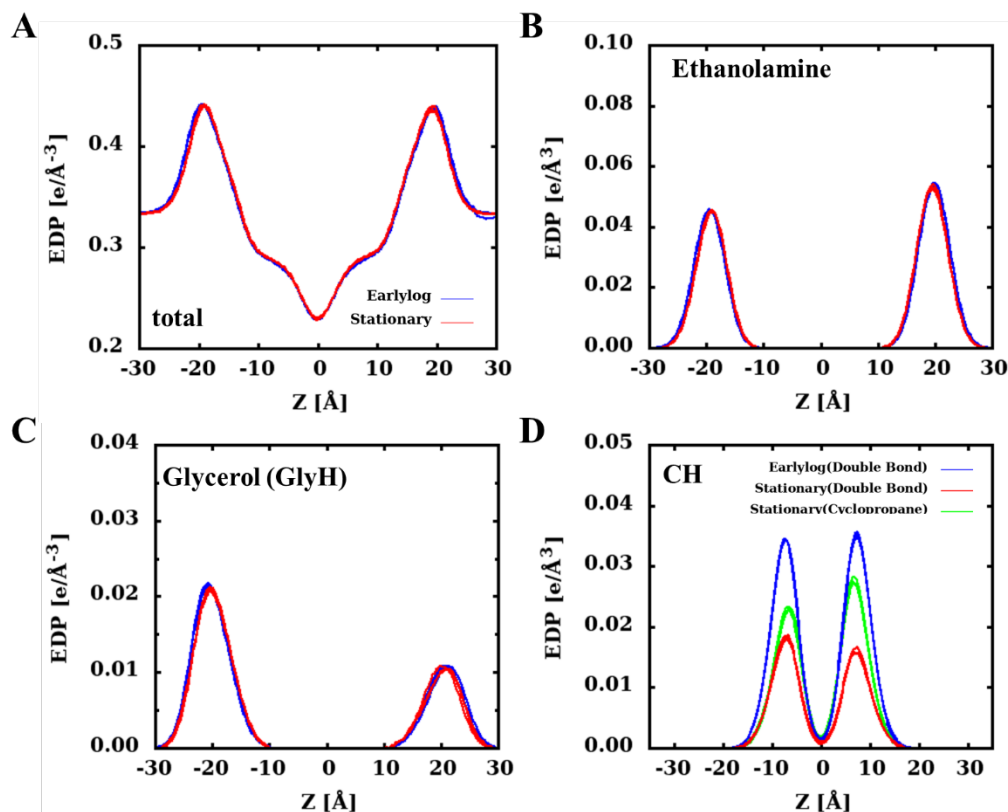 A
0.5
0.4
0.3
0.2
EDP [e/Å⁻³]
Earlylog
Stationary
total
-30 -20 -10 0 10 20 30
Z [Å]
B
0.10
0.08
0.06
0.04
0.02
0.00
EDP [e/Å³]
Ethanolamine
-30 -20 -10 0 10 20 30
Z [Å]
C
0.04
0.03
0.02
0.01
0.00
EDP [e/Å⁻³]
Glycerol (GlyH)
-30 -20 -10 0 10 20 30
Z [Å]
D
0.05
0.04
0.03
0.02
0.01
0.00
EDP [e/Å³]
CH
Earlylog(Double Bond)
Stationary(Double Bond)
Stationary(Cyclopropane)
-30 -20 -10 0 10 20 30
Z [Å]